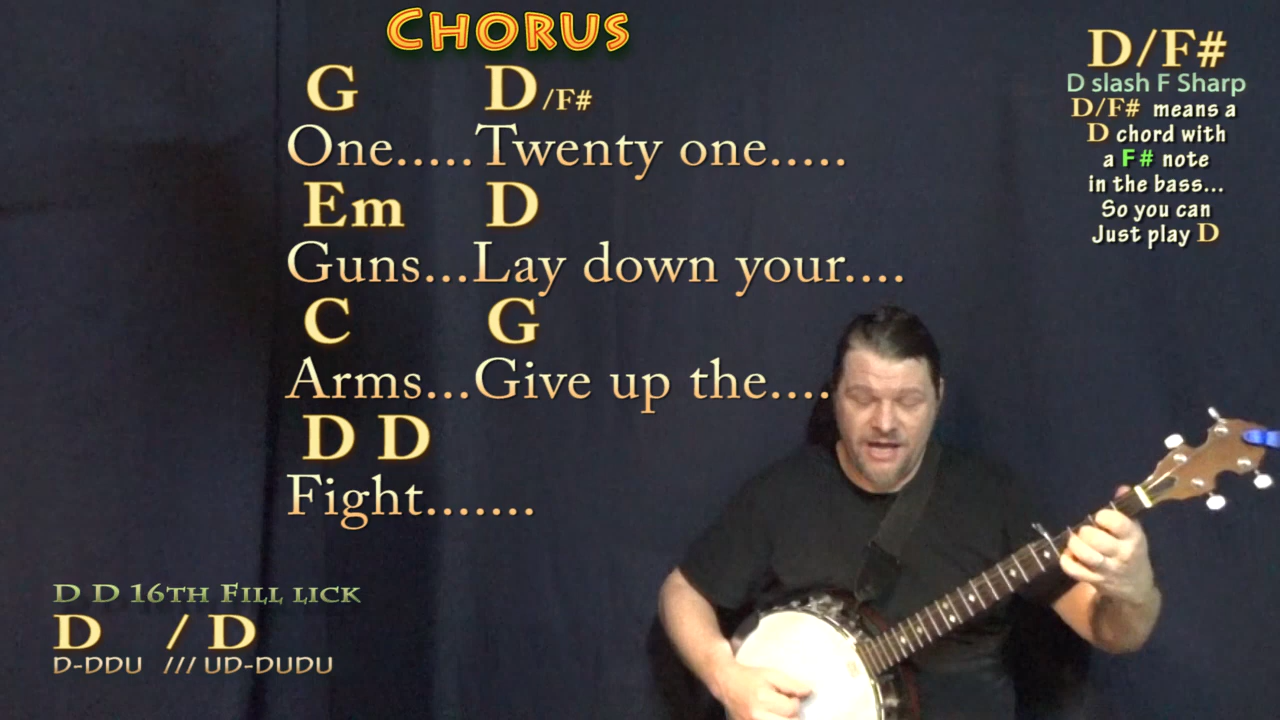 CHORUS
G D/F#
One.....Twenty one.....
Em D
Guns...Lay down your....
C G
Arms...Give up the....
D D
Fight.......
D/F#
D slash F Sharp
D/F# means a
D chord with
a F# note
in the bass...
So you can
Just play D
D D 16TH FILL LICK
D / D
D-DDU /// UD-DUDU